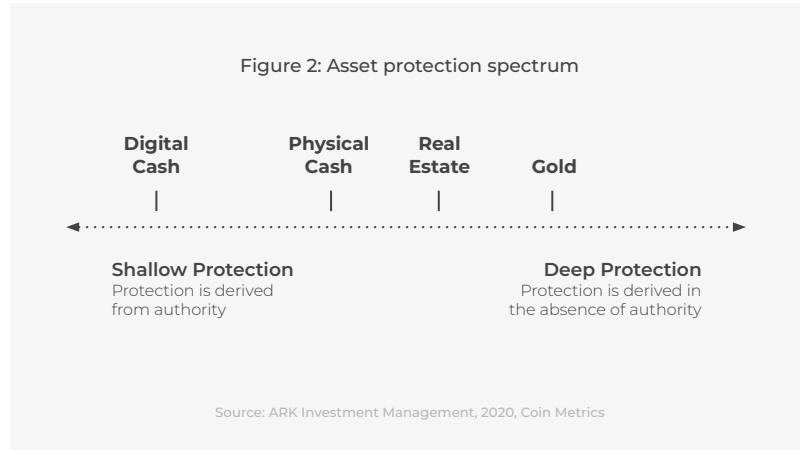 Figure 2: Asset protection spectrum
Digital
Cash
Physical
Cash
Real
Estate
Gold
Shallow Protection
Protection is derived
from authority
Deep Protection
Protection is derived in
the absence of authority
Source: ARK Investment Management, 2020, Coin Metrics